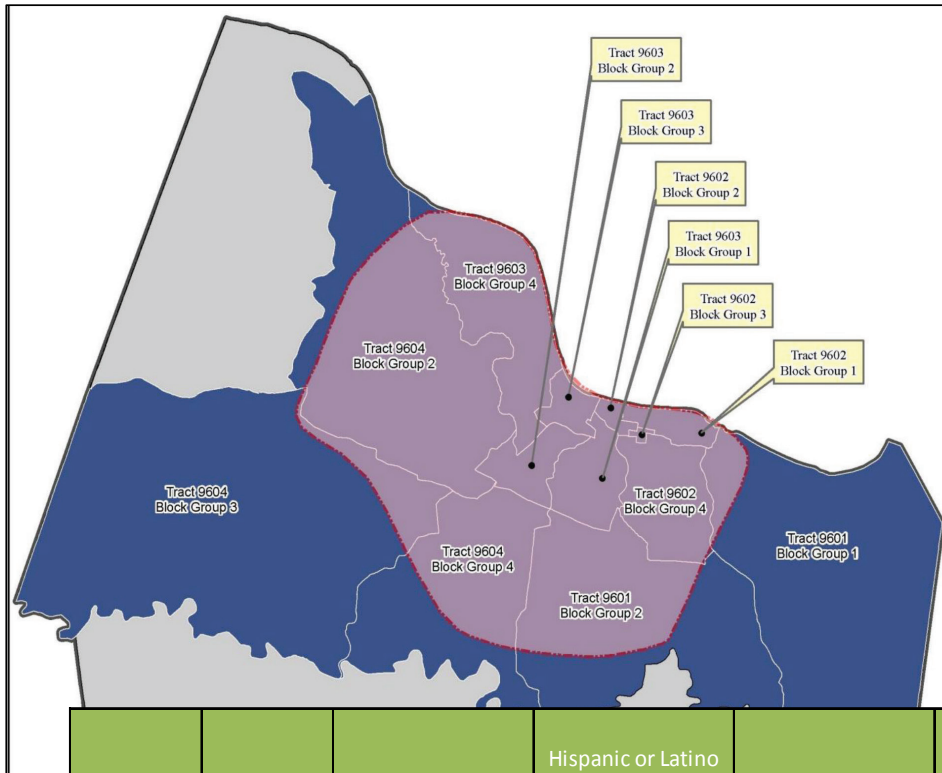 Tract 9603
Block Group 2
Tract 9603
Block Group 3
Tract 9602
Block Group 2
Tract 9603
Block Group 1
Tract 9603
Block Group 4
Tract 9602
Block Group 3
Tract 9604
Block Group 2
Tract 9602
Block Group 1
Tract 9604
Block Group 3
Tract 9602
Block Group 4
Tract 9601
Block Group 1
Tract 9604
Block Group 4
Tract 9601
Block Group 2
Hispanic or Latino